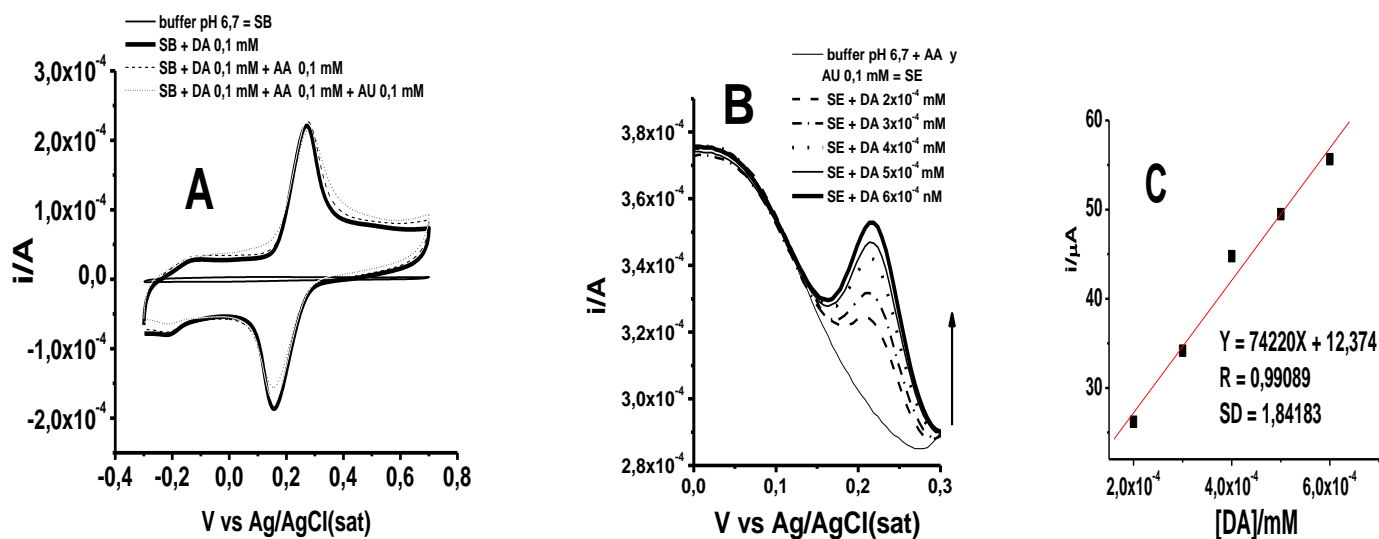 buffer pH 6,7 = SB
SB + DA 0,1 mM
SB + DA 0,1 mM + AA 0,1 mM
SB + DA 0,1 mM + AA 0,1 mM + AU 0,1 mM
3,0x10⁻⁴
2,0x10⁻⁴
1,0x10⁻⁴
0,0
-1,0x10⁻⁴
-2,0x10⁻⁴
i/A
A
-0,4 -0,2 0,0 0,2 0,4 0,6 0,8
V vs Ag/AgCl(sat)
buffer pH 6,7 + AA y
AU 0,1 mM = SE
SE + DA 2x10⁻⁴ mM
SE + DA 3x10⁻⁴ mM
SE + DA 4x10⁻⁴ mM
SE + DA 5x10⁻⁴ mM
SE + DA 6x10⁻⁴ nM
B
3,8x10⁻⁴
3,6x10⁻⁴
3,4x10⁻⁴
3,2x10⁻⁴
3,0x10⁻⁴
2,8x10⁻⁴
i/A
0,0 0,1 0,2 0,3
V vs Ag/AgCl(sat)
60
50
40
30
i/µA
C
Y = 74220X + 12,374
R = 0,99089
SD = 1,84183
2,0x10⁻⁴ 4,0x10⁻⁴ 6,0x10⁻⁴
[DA]/mM